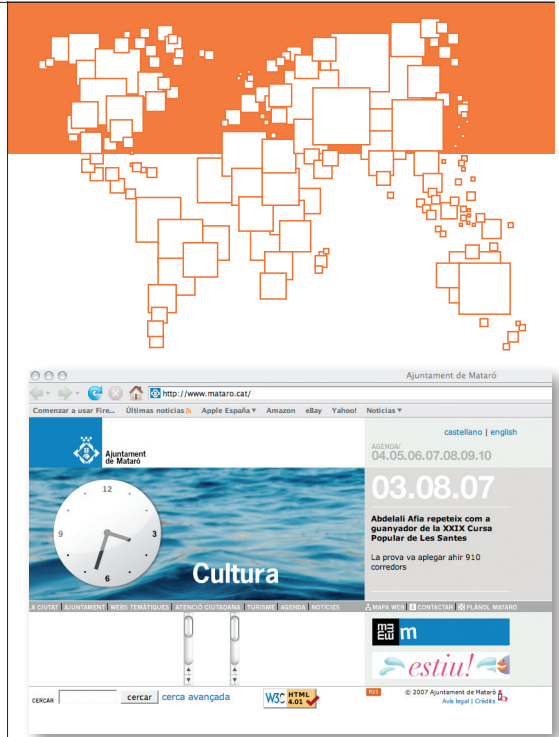 Ajuntament de Mataró
http://www.mataro.cat/
Comenzar a usar Fire... Últimas noticias Apple España Amazon eBay Yahoo! Noticias
castellano | english
Ajuntament
de Mataró
AGENDA/
04.05.06.07.08.09.10
03.08.07
12
9
3
6
Cultura
Abdelali Afia repeteix com a
guanyador de la XXIX Cursa
Popular de Les Santes
La prova va aplegar ahir 910
corredors
LA CIUTAT | AJUNTAMENT | WEBS TEMÀTIQUES | ATENCIÓ CIUTADANA | TURISME | AGENDA | NOTÍCIES
MAPA WEB | CONTACTAR | PLÀNOL MATARÓ
m
estiu!
CERCAR cercar cerca avançada
W3C HTML
4.01
RSS
© 2007 Ajuntament de Mataró
Avís legal | Crèdits